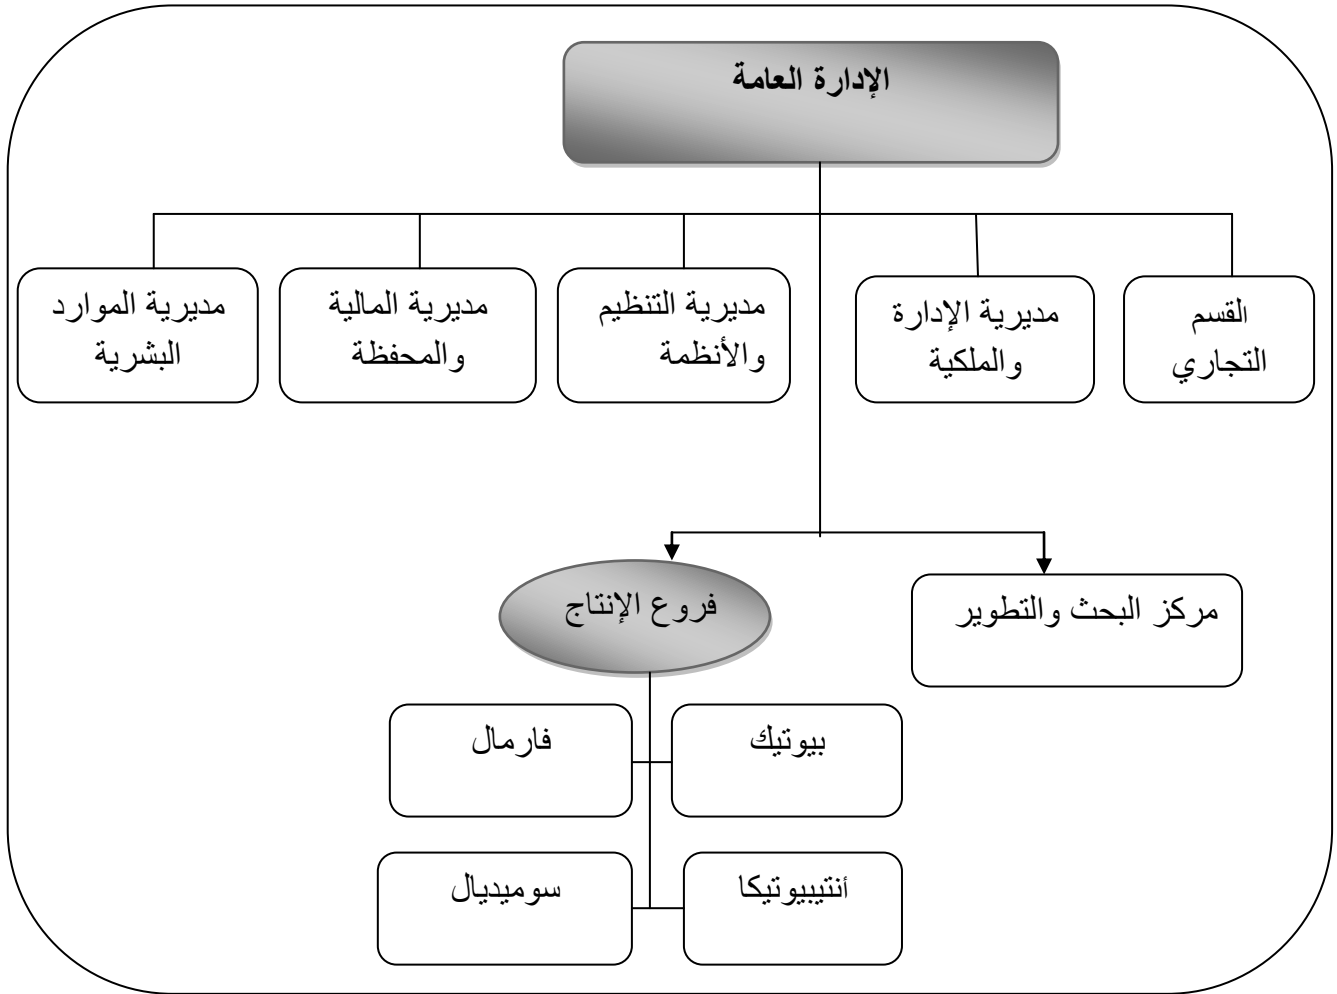 الإدارة العامة
القسم
التجاري
مديرية الإدارة
والملكية
مديرية التنظيم
والأنظمة
مديرية المالية
والمحفظة
مديرية الموارد
البشرية
مركز البحث والتطوير
فروع الإنتاج
بيوتيك
فارمال
أنتيبيوتيكا
سوميديال